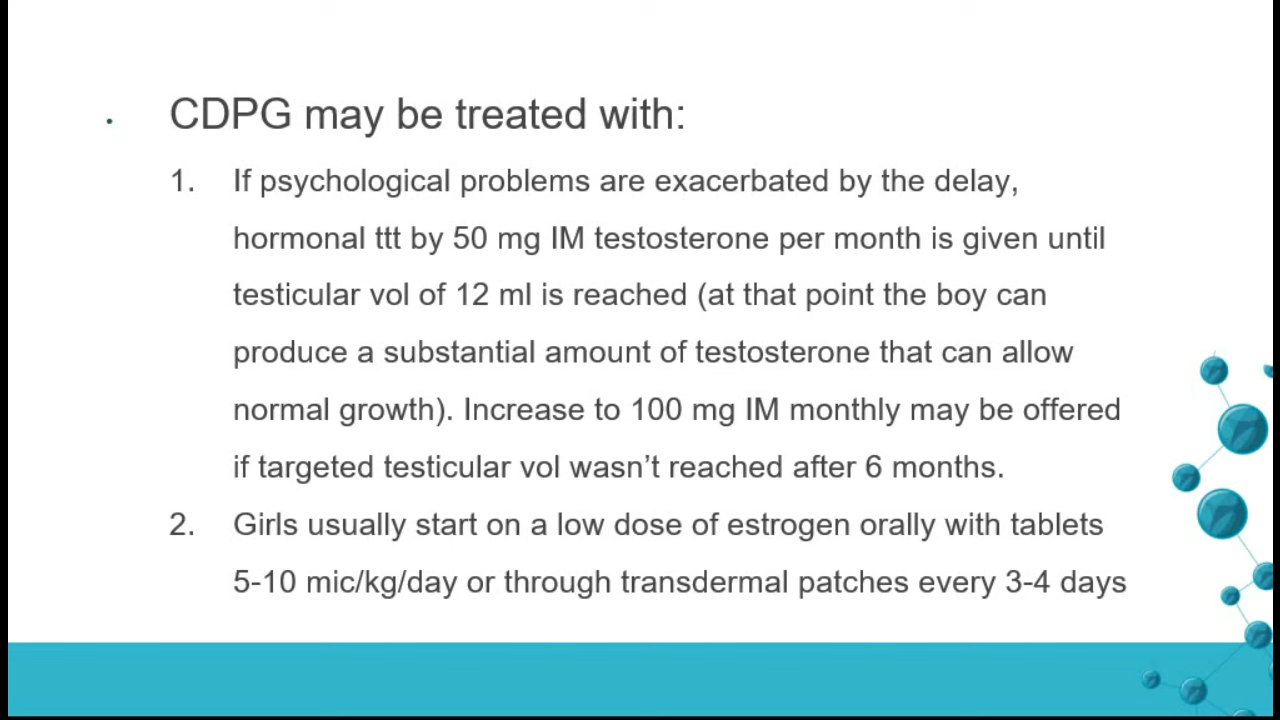 • CDPG may be treated with:
1. If psychological problems are exacerbated by the delay,
hormonal ttt by 50 mg IM testosterone per month is given until
testicular vol of 12 ml is reached (at that point the boy can
produce a substantial amount of testosterone that can allow
normal growth). Increase to 100 mg IM monthly may be offered
if targeted testicular vol wasn’t reached after 6 months.
2. Girls usually start on a low dose of estrogen orally with tablets
5-10 mic/kg/day or through transdermal patches every 3-4 days